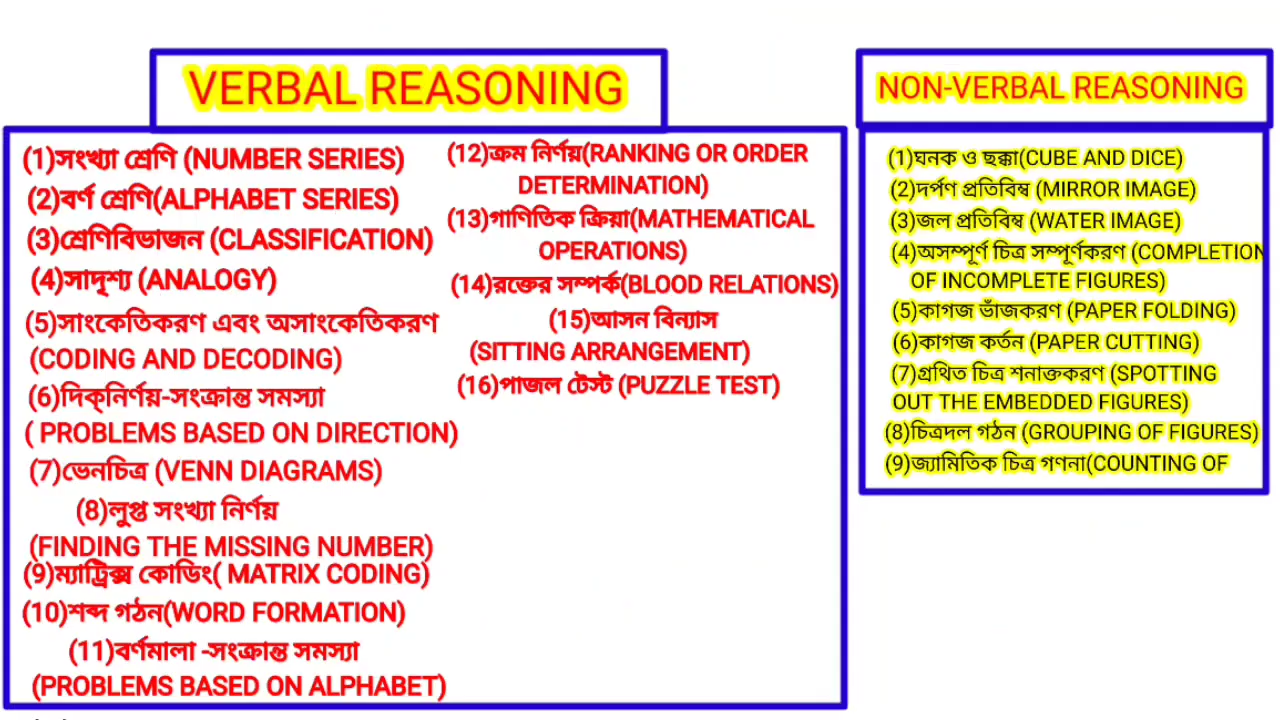 VERBAL REASONING
(1)সংখ্যা শ্রেণি (NUMBER SERIES)
(2)বর্ণ শ্রেণি(ALPHABET SERIES)
(3)শ্রেণিবিভাজন (CLASSIFICATION)
(4)সাদৃশ্য (ANALOGY)
(5)সাংকেতিকরণ এবং অসাংকেতিকরণ
(CODING AND DECODING)
(6)দিক্‌নির্ণয়-সংক্রান্ত সমস্যা
( PROBLEMS BASED ON DIRECTION)
(7)ভেনচিত্র (VENN DIAGRAMS)
(8)লুপ্ত সংখ্যা নির্ণয়
(FINDING THE MISSING NUMBER)
(9)ম্যাট্রিক্স কোডিং( MATRIX CODING)
(10)শব্দ গঠন(WORD FORMATION)
(11)বর্ণমালা -সংক্রান্ত সমস্যা
(PROBLEMS BASED ON ALPHABET)
(12)ক্রম নির্ণয়(RANKING OR ORDER
DETERMINATION)
(13)গাণিতিক ক্রিয়া(MATHEMATICAL
OPERATIONS)
(14)রক্তের সম্পর্ক(BLOOD RELATIONS)
(15)আসন বিন্যাস
(SITTING ARRANGEMENT)
(16)পাজল টেস্ট (PUZZLE TEST)
NON-VERBAL REASONING
(1)ঘনক ও ছক্কা(CUBE AND DICE)
(2)দর্পণ প্রতিবিম্ব (MIRROR IMAGE)
(3)জল প্রতিবিম্ব (WATER IMAGE)
(4)অসম্পূর্ণ চিত্র সম্পূর্ণকরণ (COMPLETION
OF INCOMPLETE FIGURES)
(5)কাগজ ভাঁজকরণ (PAPER FOLDING)
(6)কাগজ কর্তন (PAPER CUTTING)
(7)গ্রথিত চিত্র শনাক্তকরণ (SPOTTING
OUT THE EMBEDDED FIGURES)
(8)চিত্রদল গঠন (GROUPING OF FIGURES)
(9)জ্যামিতিক চিত্র গণনা(COUNTING OF